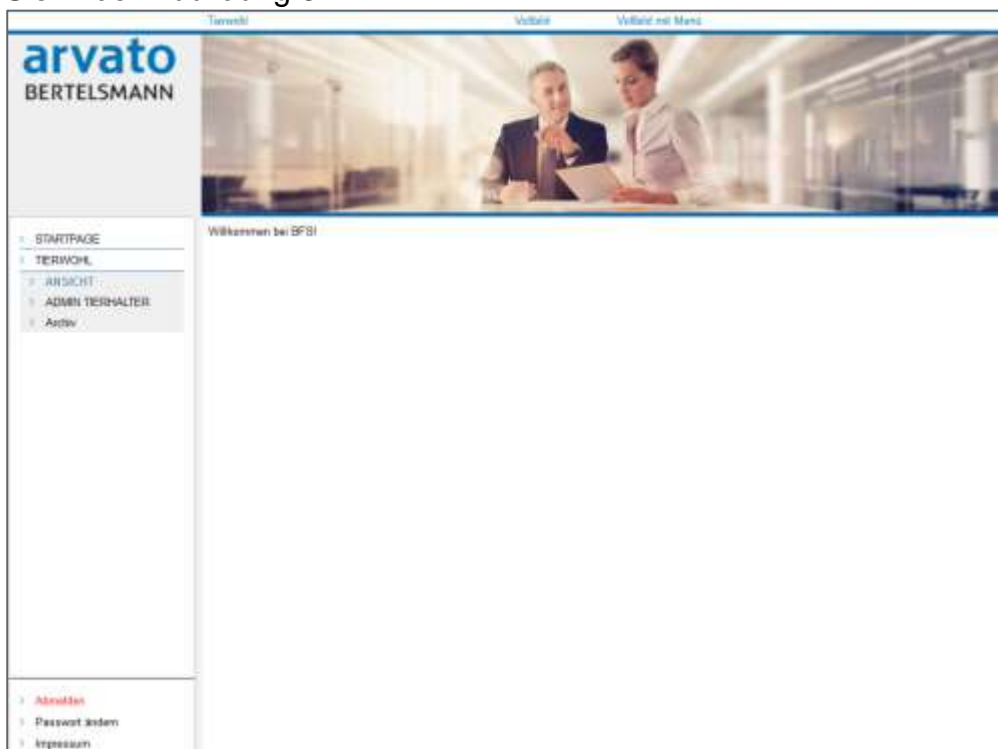 Tierwohl Vollbild Vollbild mit Menü
arvato
BERTELSMANN
Willkommen bei BFS!
STARTPAGE
TIERWOHL
ANSICHT
ADMIN TIERHALTER
Archiv
Abmelden
Passwort ändern
Impressum